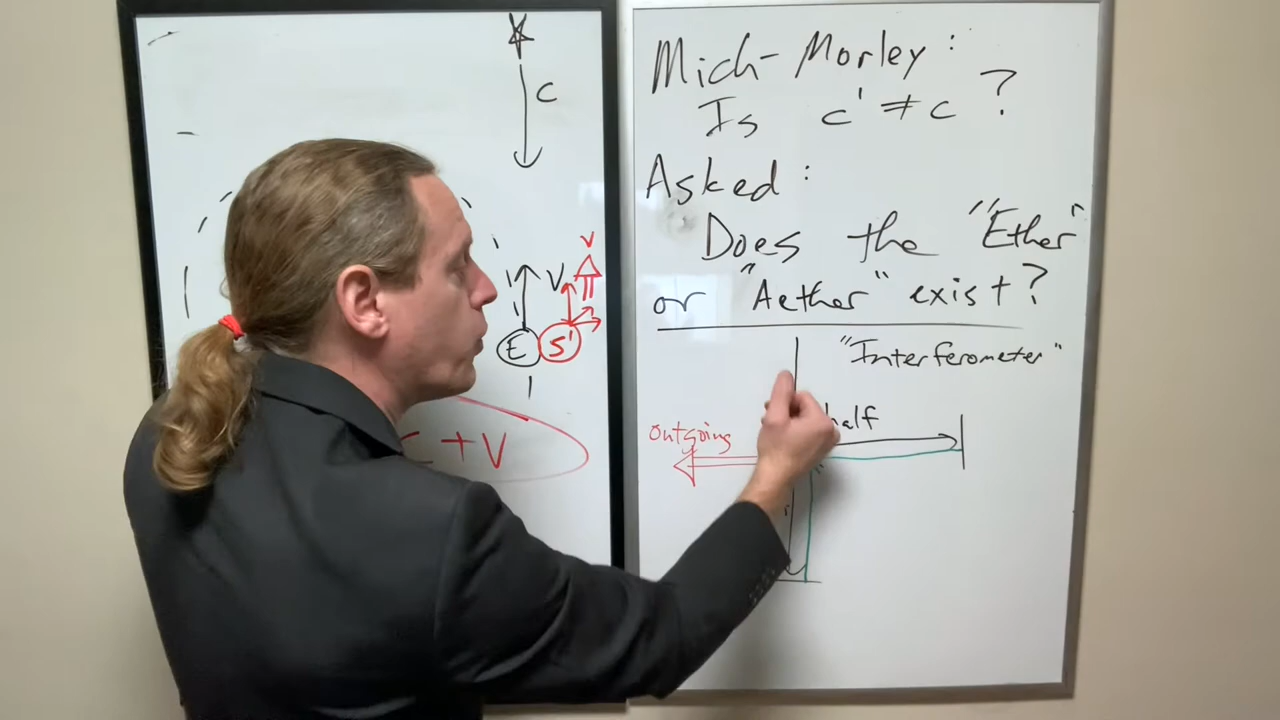 C
V
V
E
S'
+ V
Mich-Morley :
Is c' ≠ c ?
Asked :
Does the "Ether"
or "Aether" exist?
"Interferometer"
half
Outgoing